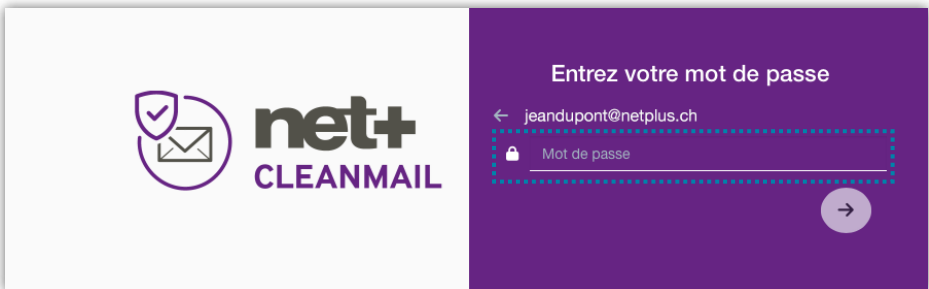 net+
CLEANMAIL
Entrez votre mot de passe
jeandupont@netplus.ch
Mot de passe